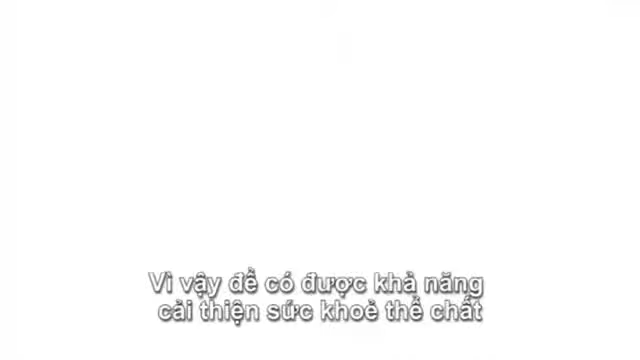 Vì vậy để có được khả năng
cải thiện sức khoẻ thể chất